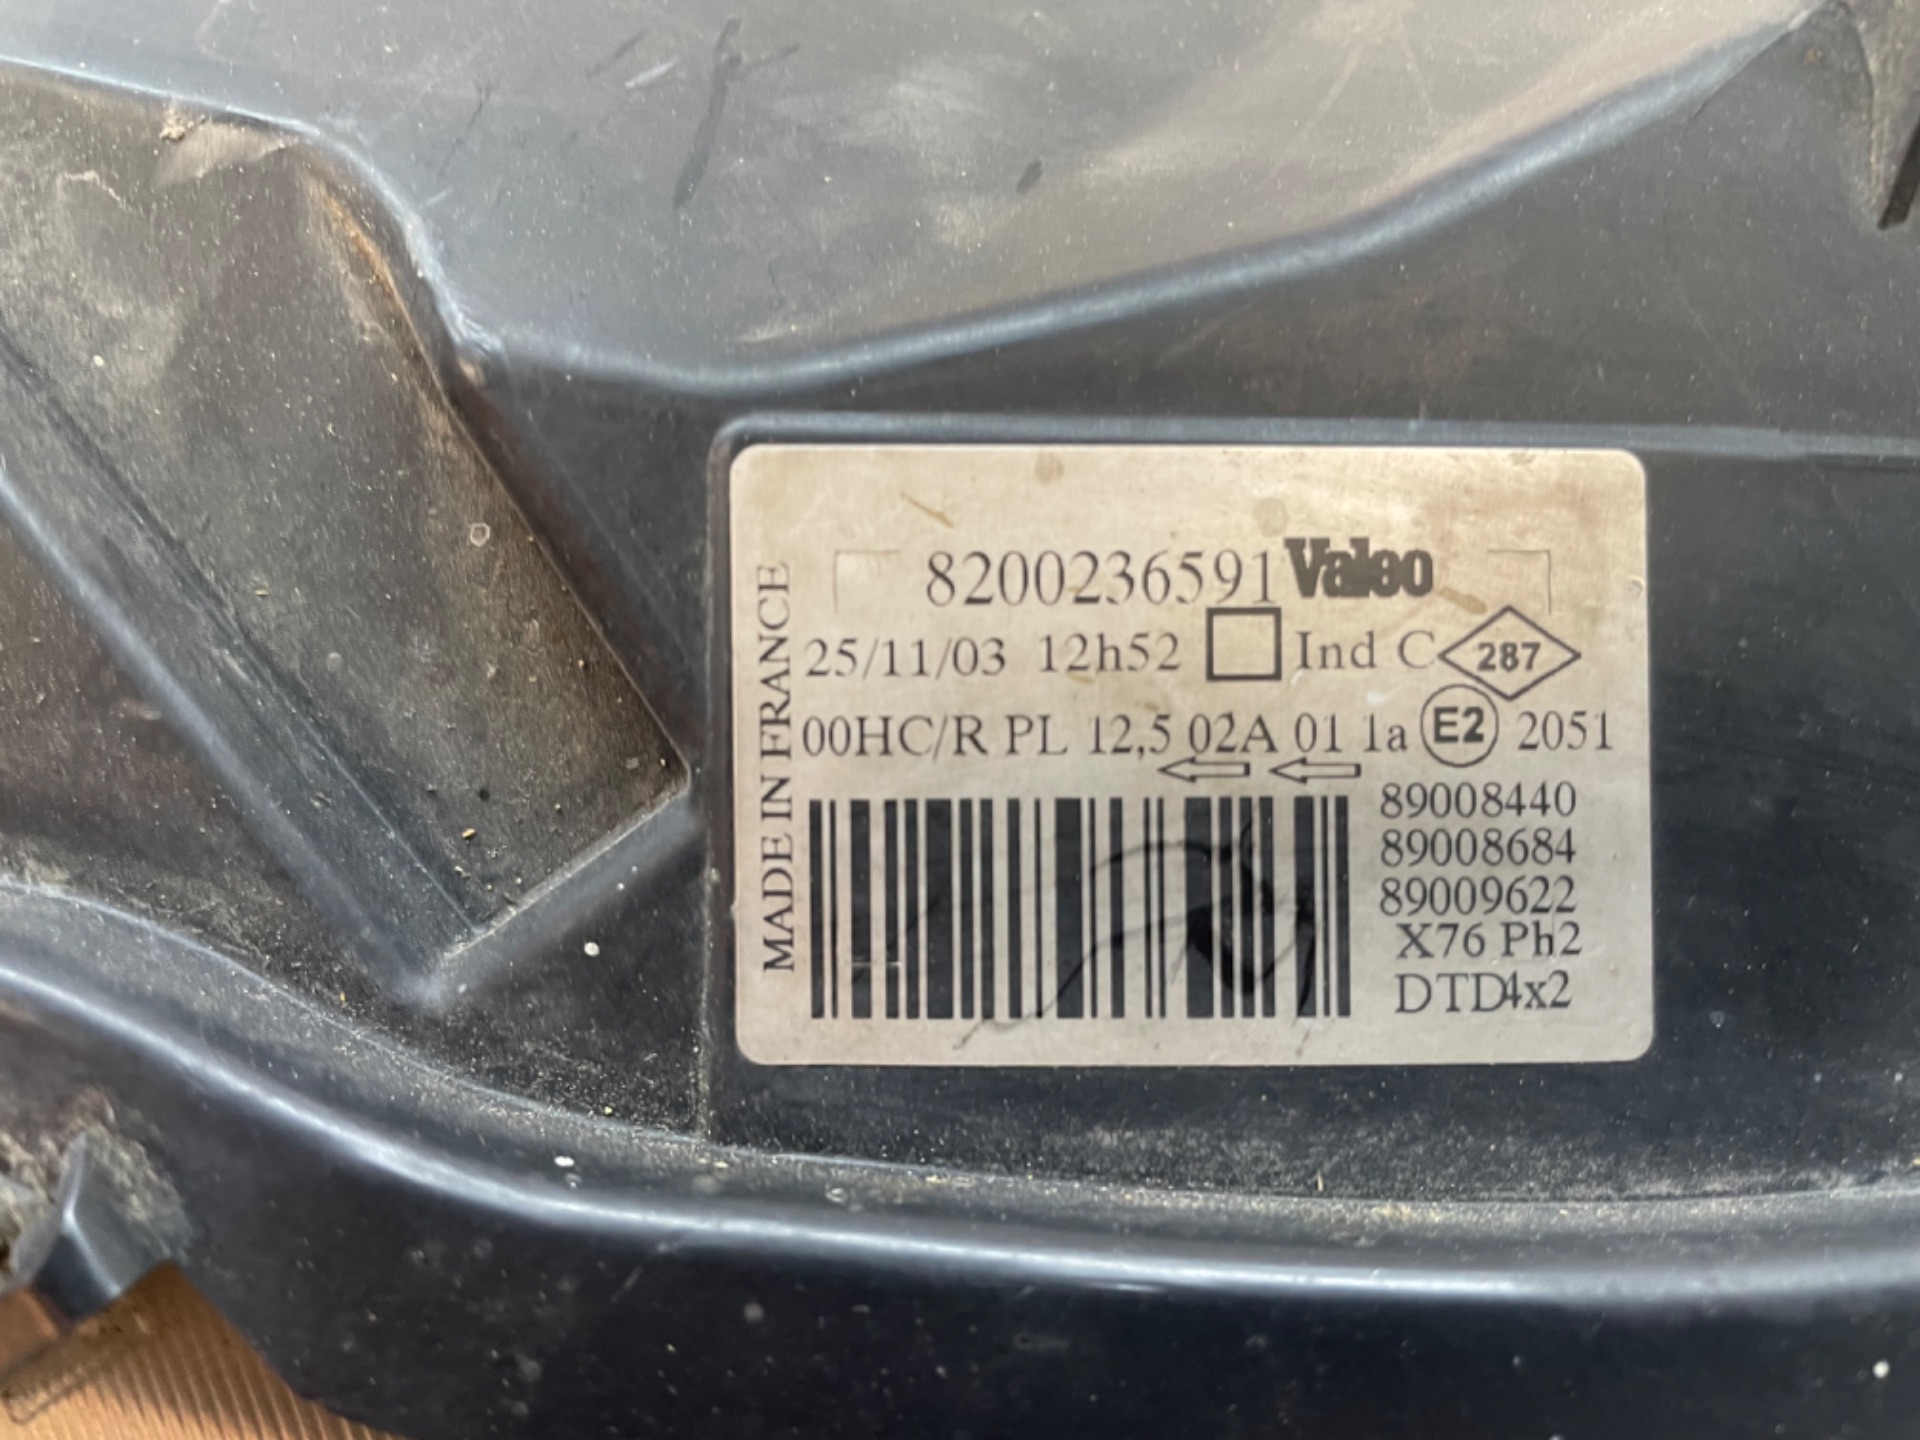 MADE IN FRANCE
8200236591 Valeo
25/11/03 12h52 Ind C 287
00HC/R PL 12,5 02A 01 1a E2 2051
89008440
89008684
89009622
X76 Ph2
DTD4x2